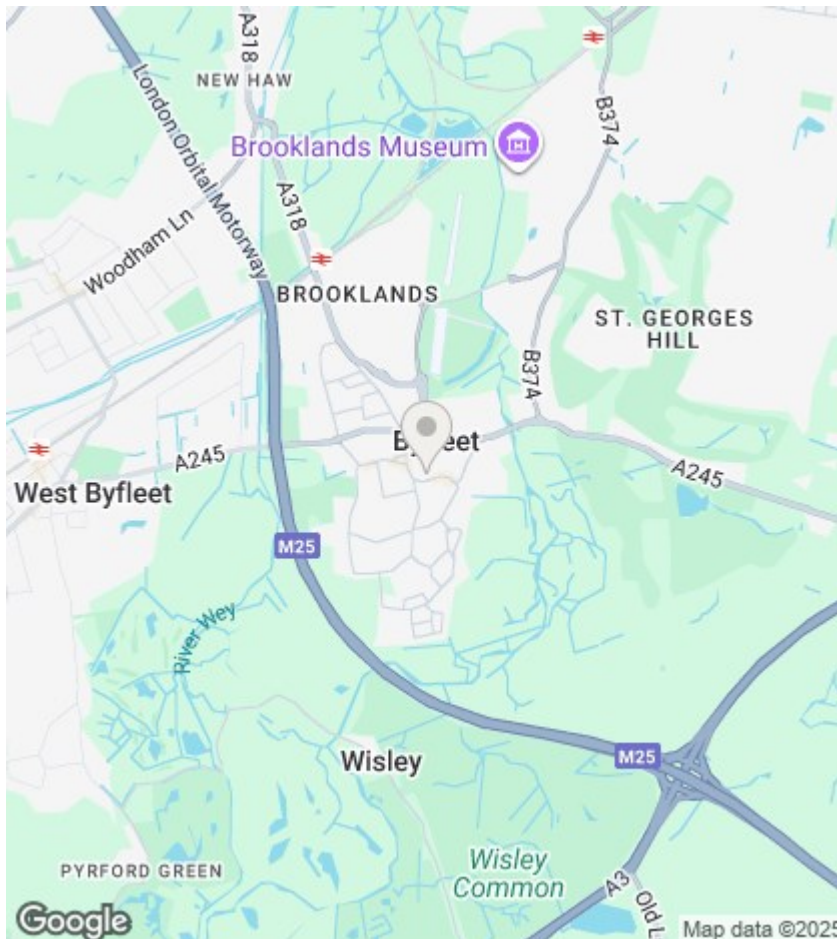 A318
NEW HAW
London Orbital Motorway
B374
Brooklands Museum
A318
Woodham Ln
BROOKLANDS
ST. GEORGES
HILL
B374
A245
West Byfleet
A245
M25
River Wey
M25
Wisley
PYRFORD GREEN
Wisley
Common
A3
Google
Map data ©2025